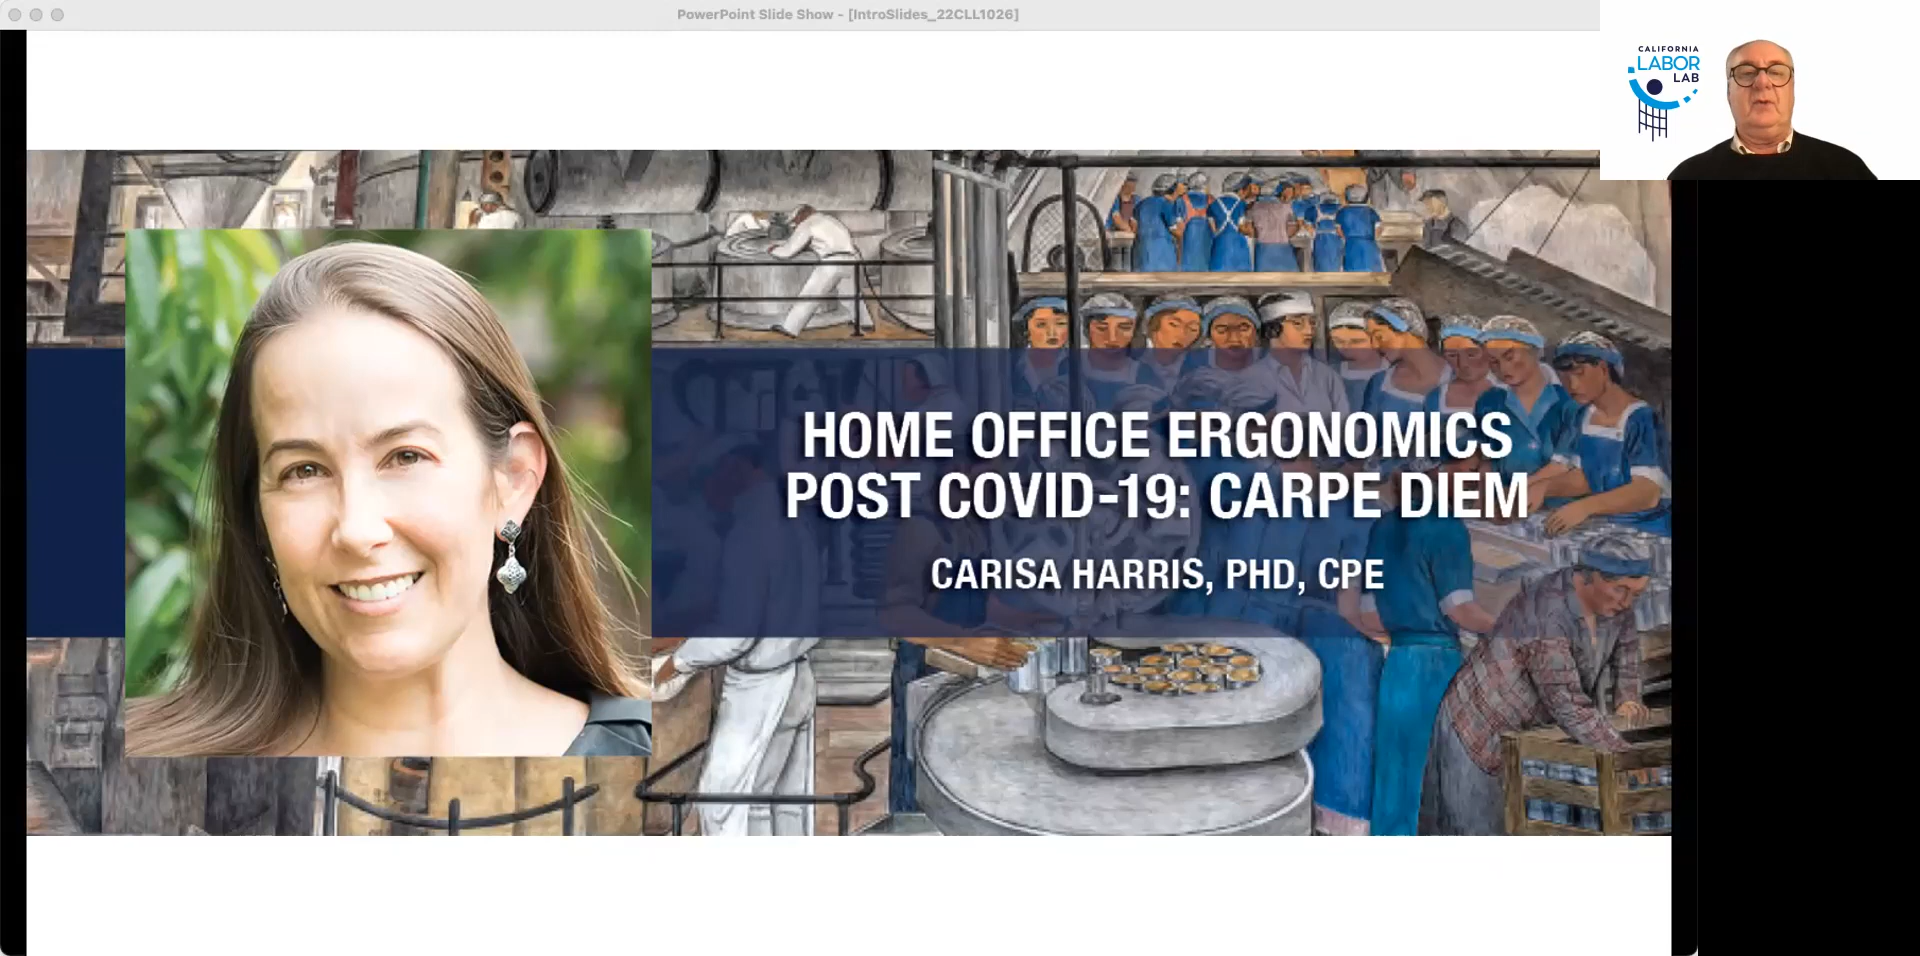 PowerPoint Slide Show - [IntroSlides_22CLL1026]
CALIFORNIA
LABOR
LAB
HOME OFFICE ERGONOMICS
POST COVID-19: CARPE DIEM
CARISA HARRIS, PHD, CPE